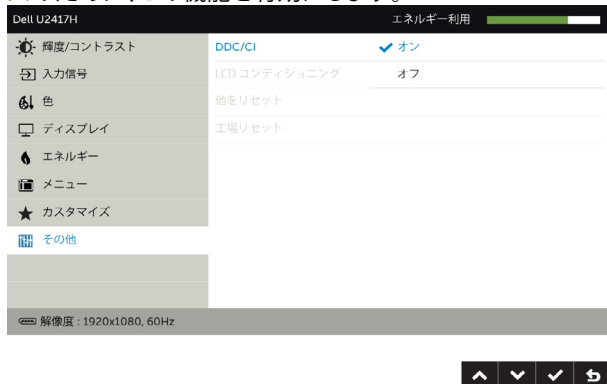 Dell U2417H
エネルギー利用
輝度/コントラスト
DDC/CI
オン
入力信号
LCD コンディショニング
オフ
色
他をリセット
ディスプレイ
工場リセット
エネルギー
メニュー
カスタマイズ
その他
解像度 : 1920x1080, 60Hz